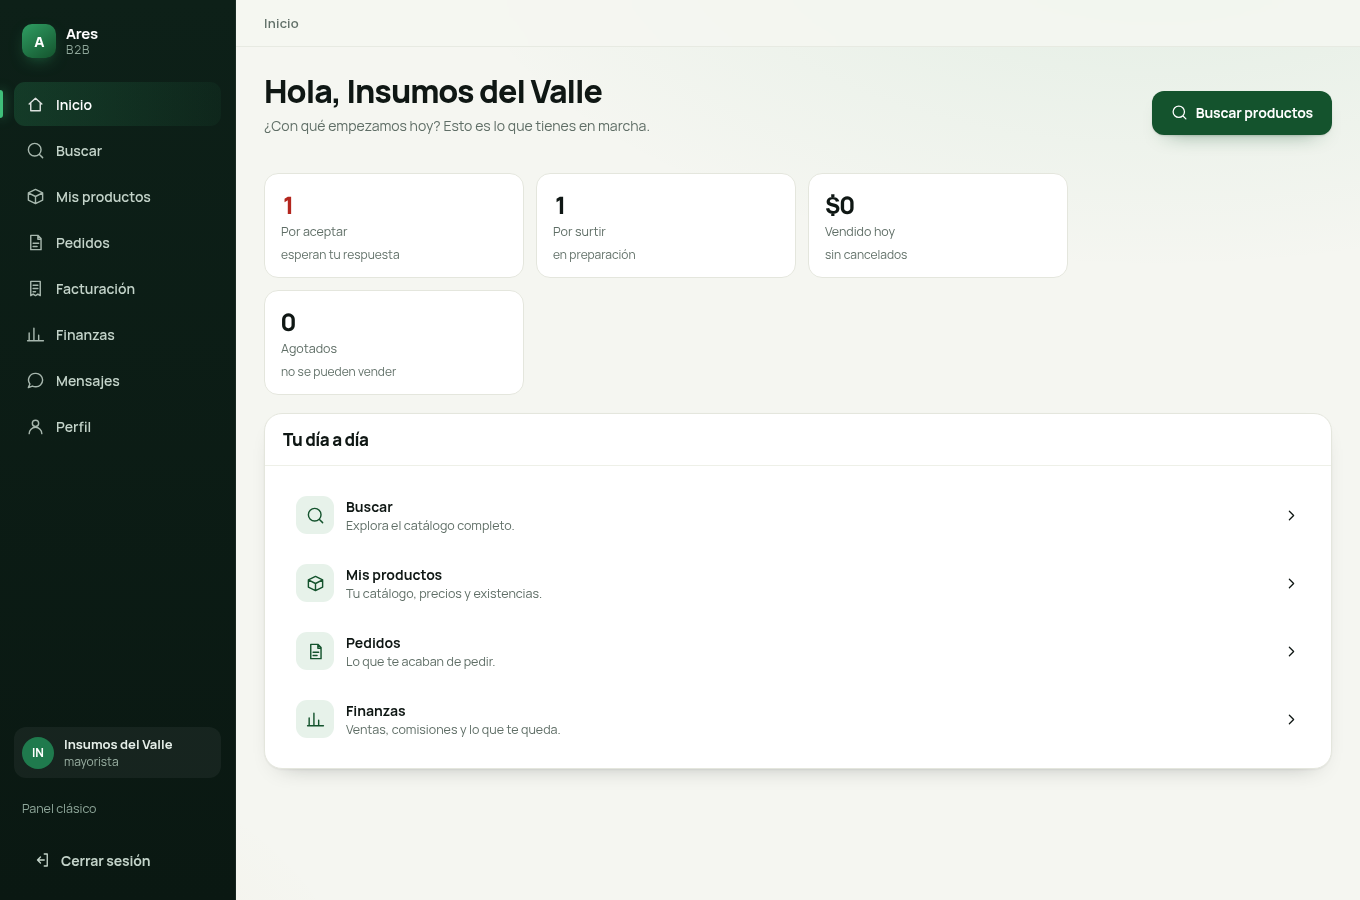 A
Ares
B2B
Inicio
Buscar
Mis productos
Pedidos
Facturación
Finanzas
Mensajes
Perfil
IN
Insumos del Valle
mayorista
Panel clásico
Cerrar sesión
Inicio
Hola, Insumos del Valle
¿Con qué empezamos hoy? Esto es lo que tienes en marcha.
Buscar productos
1
Por aceptar
esperan tu respuesta
1
Por surtir
en preparación
$0
Vendido hoy
sin cancelados
0
Agotados
no se pueden vender
Tu día a día
Buscar
Explora el catálogo completo.
Mis productos
Tu catálogo, precios y existencias.
Pedidos
Lo que te acaban de pedir.
Finanzas
Ventas, comisiones y lo que te queda.